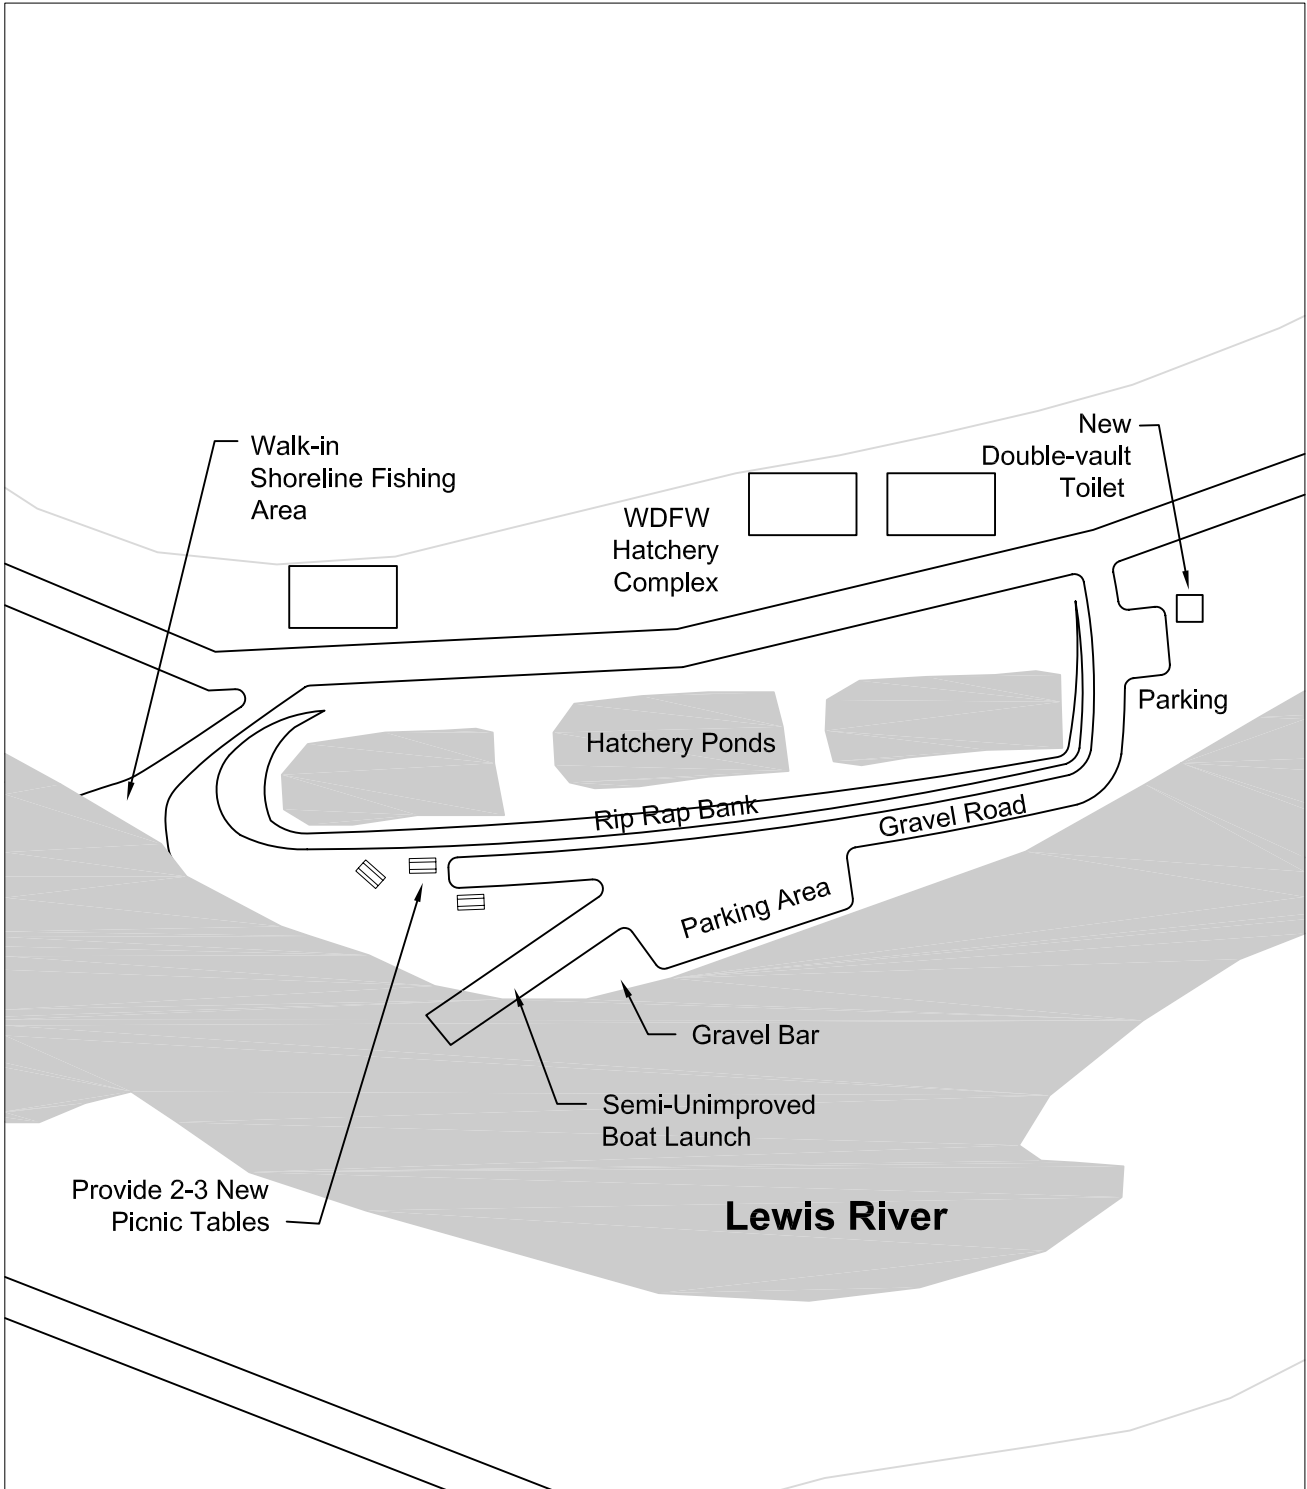 New
Double-vault
Toilet
Walk-in
Shoreline Fishing
Area
WDFW
Hatchery
Complex
Parking
Hatchery Ponds
Rip Rap Bank
Gravel Road
Parking Area
Gravel Bar
Semi-Unimproved
Boat Launch
Provide 2-3 New
Picnic Tables
Lewis River